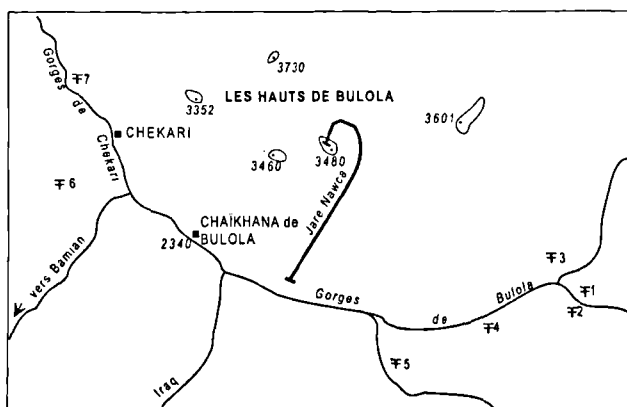 Gorges de Chekari
7
3730
3352
LES HAUTS DE BULOLA
3601
CHEKARI
3460
3480
Jare Nawca
6
CHAÏKHANA de
BULOLA
2340
vers Bamian
3
1
2
Gorges de Bulola
4
5
Iraq